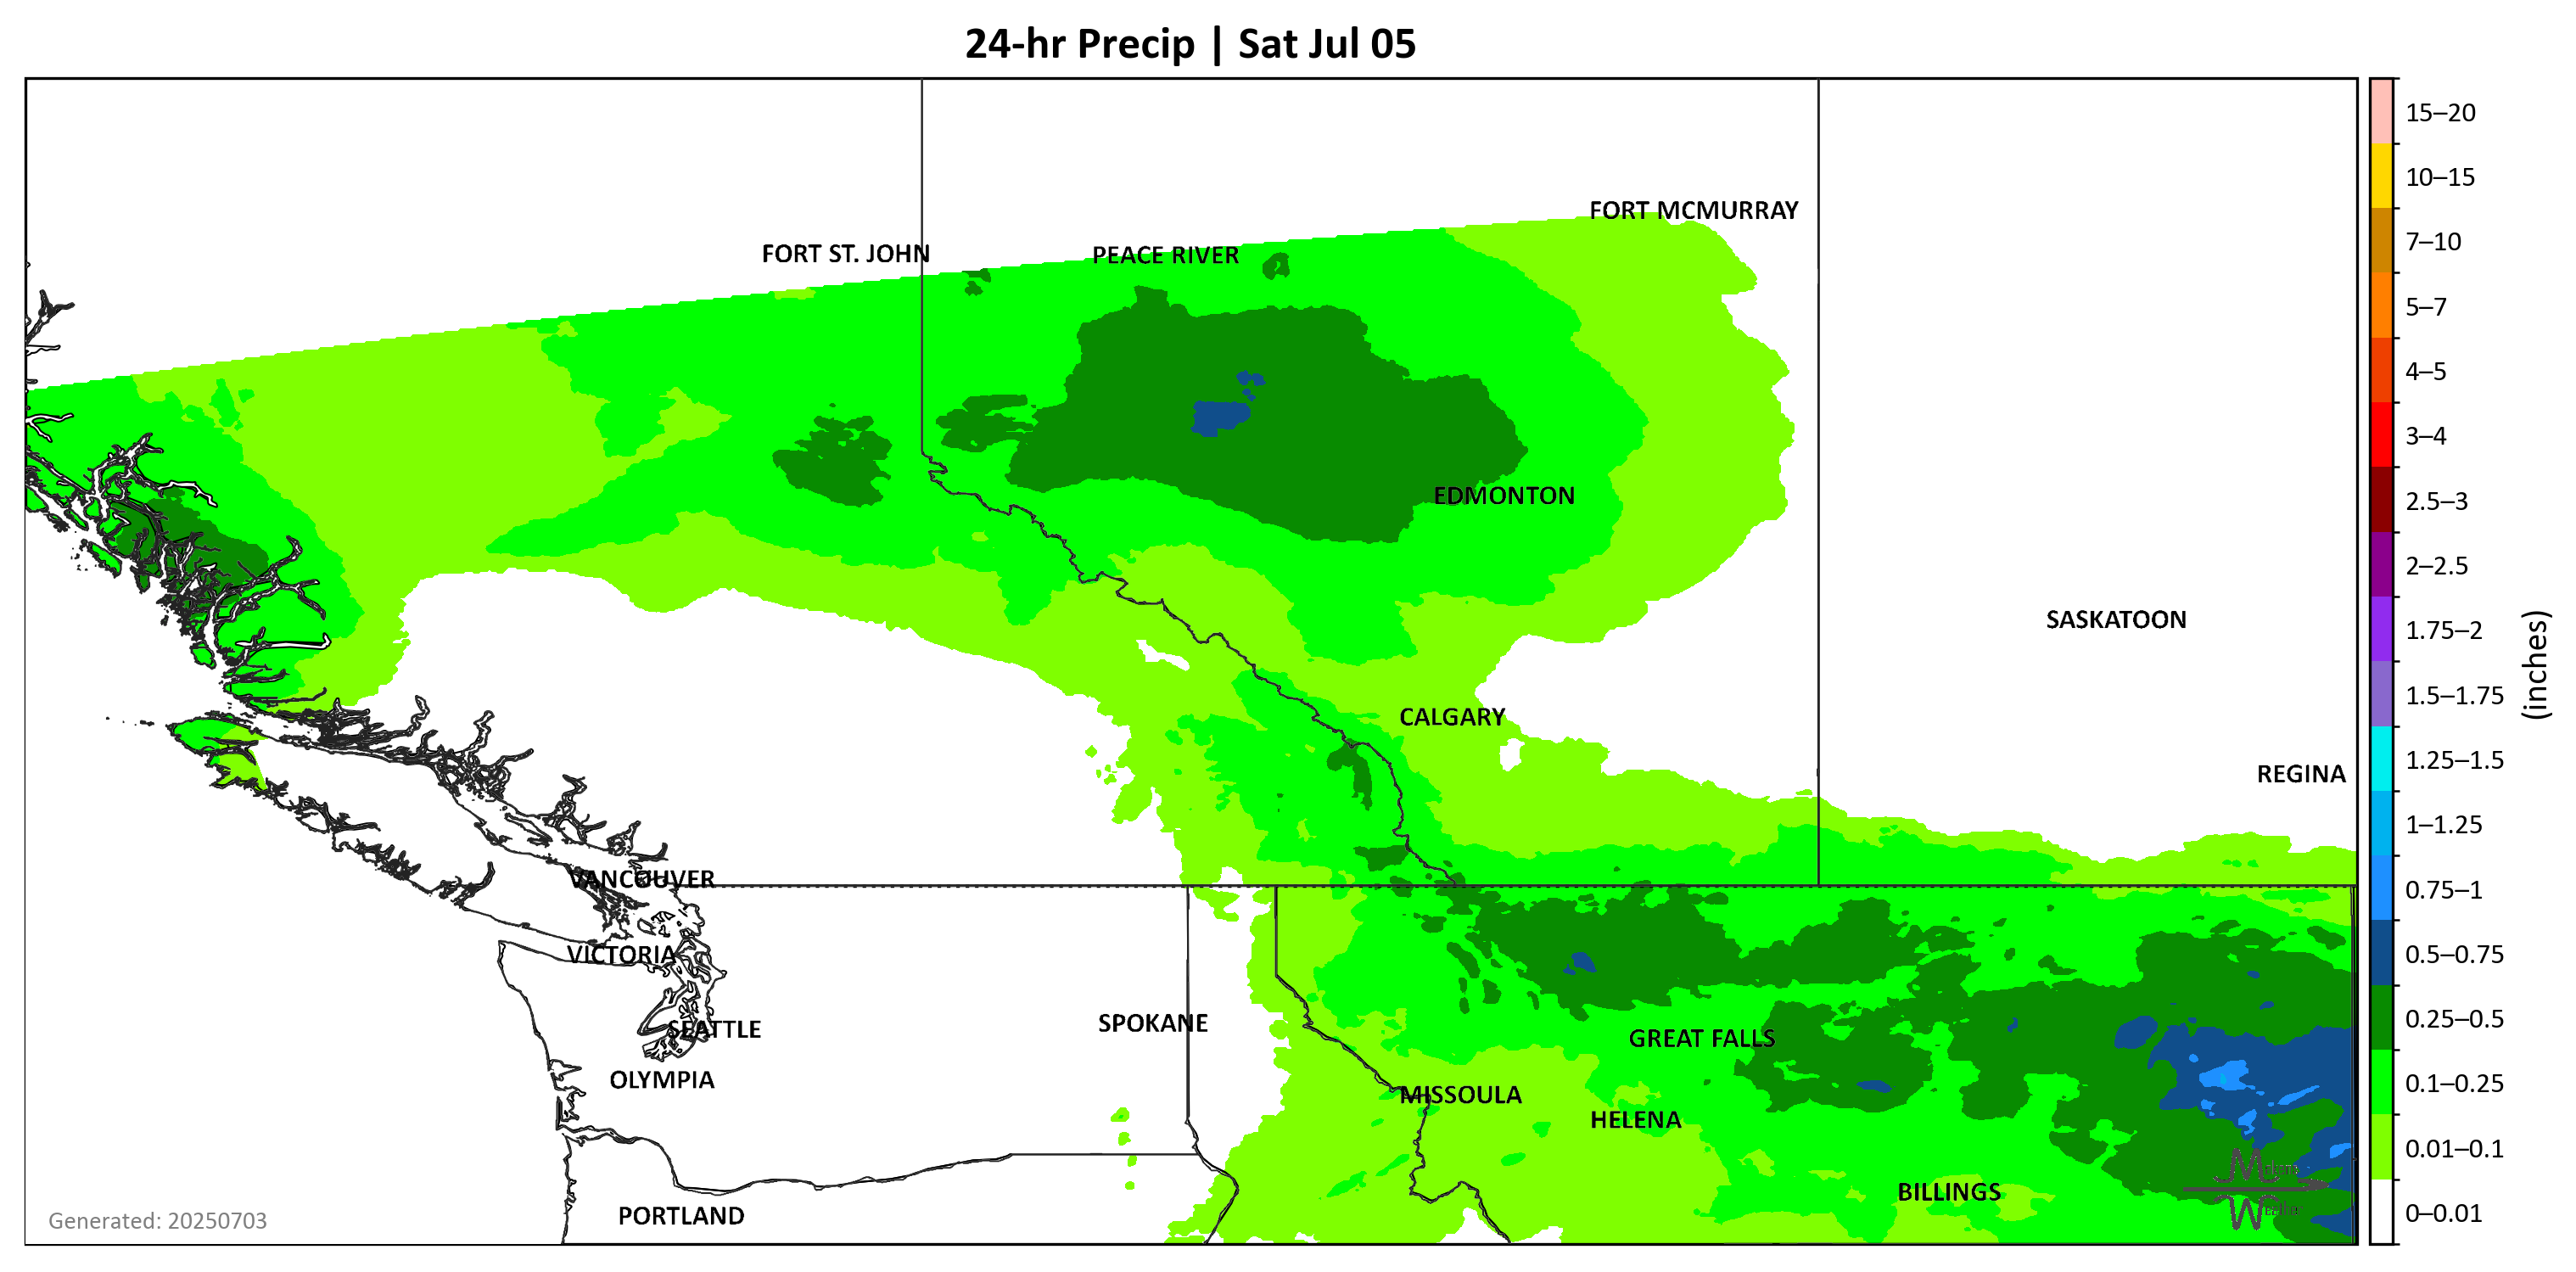 24-hr Precip | Sat Jul 05
FORT MCMURRAY
FORT ST. JOHN
PEACE RIVER
EDMONTON
SASKATOON
CALGARY
REGINA
VANCOUVER
VICTORIA
SPOKANE
SEATTLE
GREAT FALLS
OLYMPIA
MISSOULA
HELENA
BILLINGS
PORTLAND
Generated: 20250703
15–20
10–15
7–10
5–7
4–5
3–4
2.5–3
2–2.5
1.75–2
1.5–1.75
1.25–1.5
1–1.25
0.75–1
0.5–0.75
0.25–0.5
0.1–0.25
0.01–0.1
0–0.01
(inches)
Weather